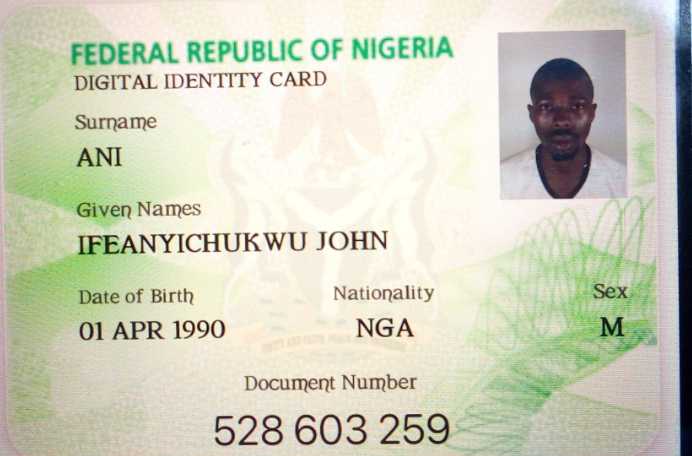 FEDERAL REPUBLIC OF NIGERIA
DIGITAL IDENTITY CARD
Surname
ANI
Given Names
IFEANYICHUKWU JOHN
Date of Birth Nationality Sex
01 APR 1990 NGA M
Document Number
528 603 259